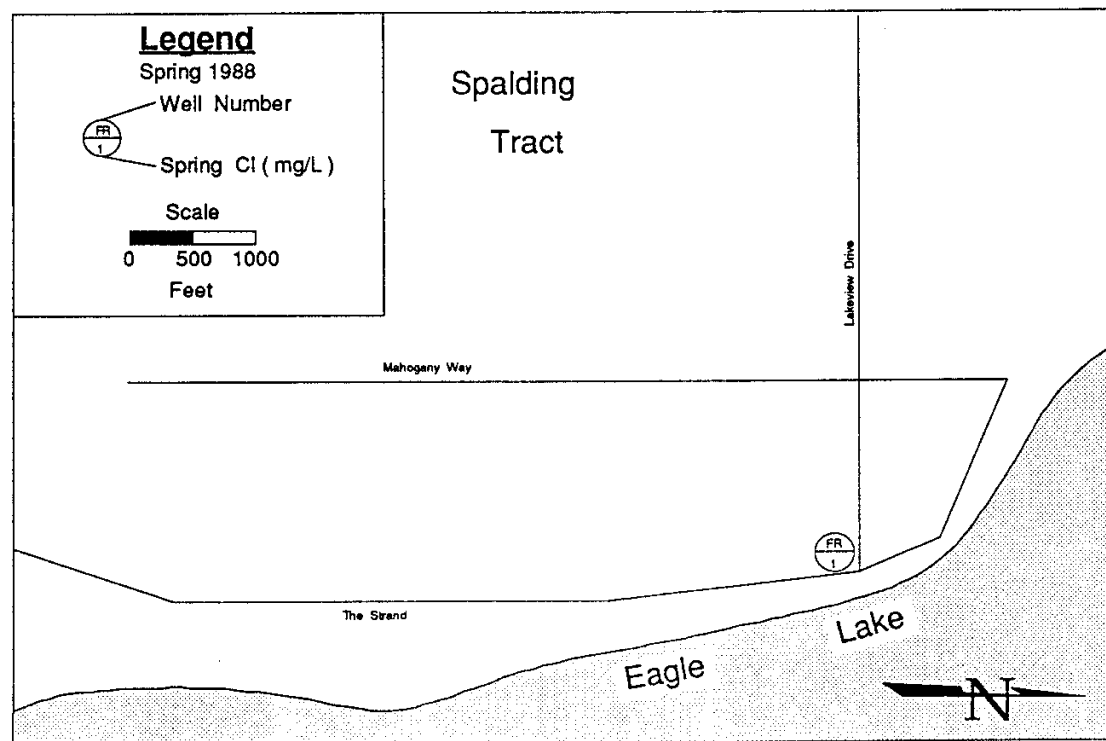 Legend
Spring 1988
Well Number
FR
1
Spring Cl ( mg/L )
Scale
0 500 1000
Feet
Spalding
Tract
Lakeview Drive
Mahogany Way
FR
1
The Strand
Eagle Lake
N